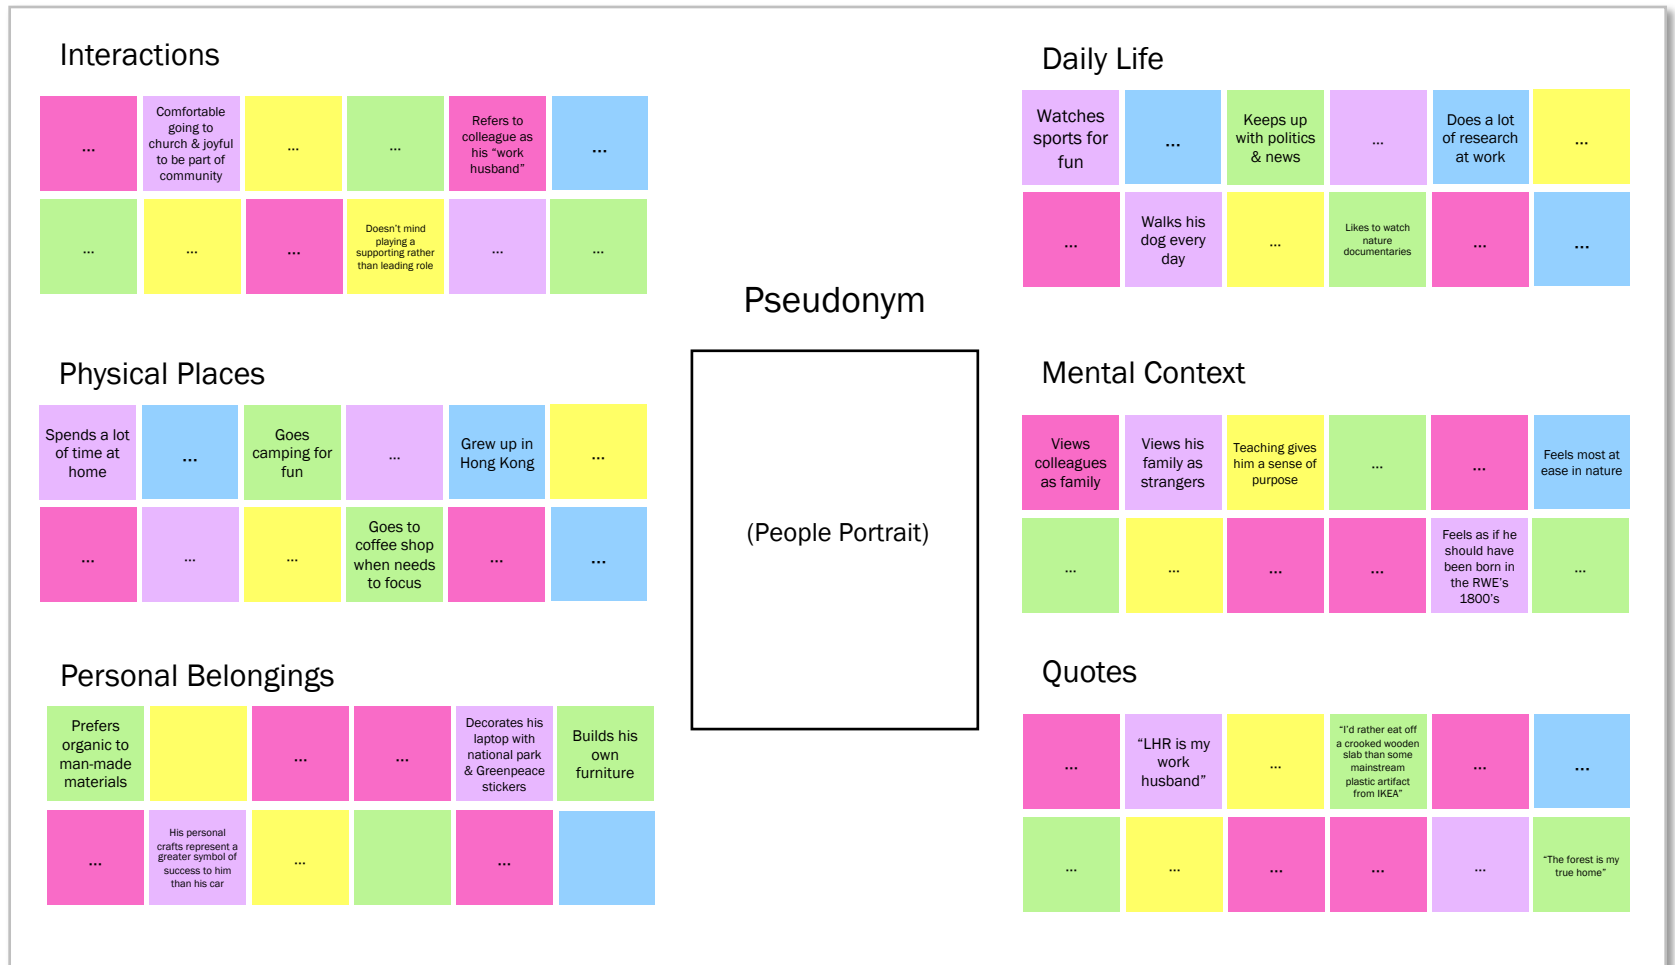 Interactions
...
Comfortable
going to
church & joyful
to be part of
community
...
...
Refers to
colleague as
his “work
husband”
...
...
...
...
Doesn’t mind
playing a
supporting rather
than leading role
...
...
Physical Places
Spends a lot
of time at
home
...
Goes
camping for
fun
...
Grew up in
Hong Kong
...
...
...
...
Goes to
coffee shop
when needs
to focus
...
...
Personal Belongings
Prefers
organic to
man-made
materials
...
...
Decorates his
laptop with
national park
& Greenpeace
stickers
Builds his
own
furniture
...
His personal
crafts represent a
greater symbol of
success to him
than his car
...
...
Pseudonym
(People Portrait)
Daily Life
Watches
sports for
fun
...
Keeps up
with politics
& news
...
Does a lot
of research
at work
...
...
Walks his
dog every
day
...
Likes to watch
nature
documentaries
...
...
Mental Context
Views
colleagues
as family
Views his
family as
strangers
Teaching gives
him a sense of
purpose
...
...
Feels most at
ease in nature
...
...
...
...
Feels as if he
should have
been born in
the RWE’s
1800’s
...
Quotes
...
“LHR is my
work
husband”
...
“I’d rather eat off
a crooked wooden
slab than some
mainstream
plastic artifact
from IKEA”
...
...
...
...
...
...
...
“The forest is my
true home”